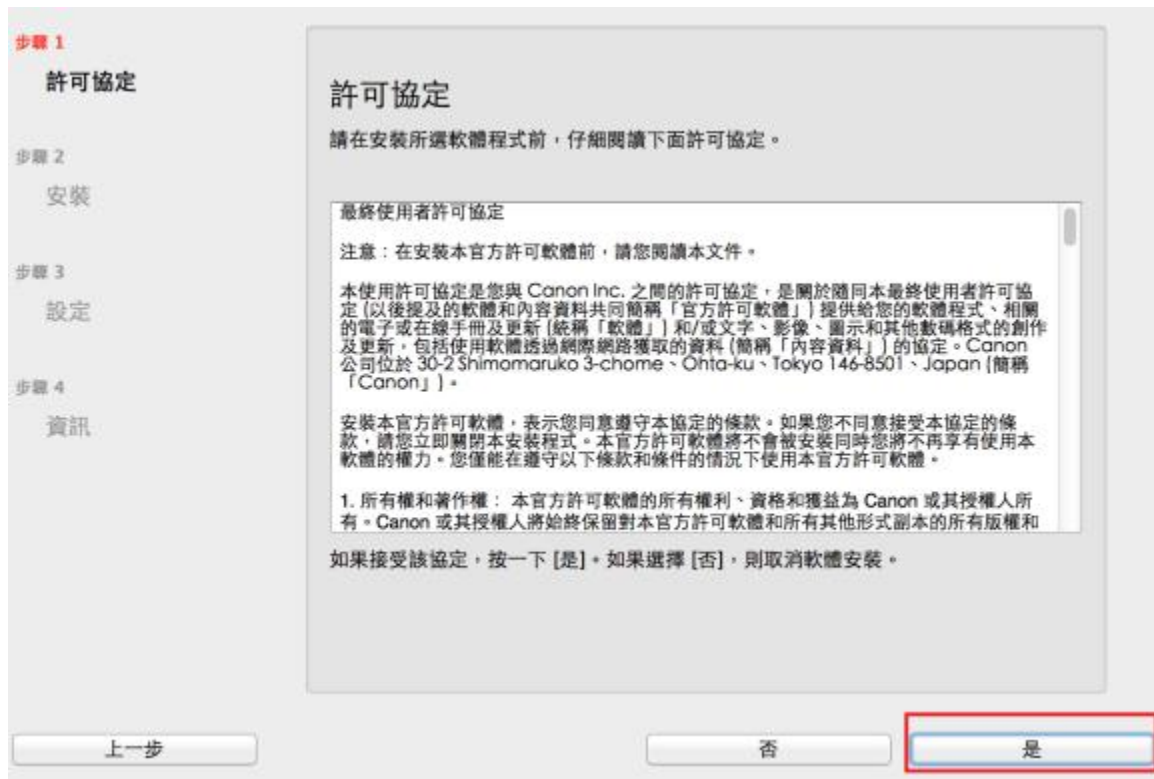 步驟 1
許可協定
步驟 2
安裝
步驟 3
設定
步驟 4
資訊
許可協定
請在安裝所選軟體程式前，仔細閱讀下面許可協定。
最終使用者許可協定
注意：在安裝本官方許可軟體前，請您閱讀本文件。
本使用許可協定是您與 Canon Inc. 之間的許可協定，是關於隨同本最終使用者許可協
定 (以後提及的軟體和內容資料共同簡稱「官方許可軟體」) 提供給您的軟體程式、相關
的電子或在線手冊及更新 (統稱「軟體」) 和/或文字、影像、圖示和其他數碼格式的創作
及更新，包括使用軟體透過網際網路獲取的資料 (簡稱「內容資料」) 的協定。Canon
公司位於 30-2 Shimomaruko 3-chome、Ohta-ku、Tokyo 146-8501、Japan (簡稱
「Canon」)。
安裝本官方許可軟體，表示您同意遵守本協定的條款。如果您不同意接受本協定的條
款，請您立即關閉本安裝程式。本官方許可軟體將不會被安裝同時您將不再享有使用本
軟體的權力。您僅能在遵守以下條款和條件的情況下使用本官方許可軟體。
1. 所有權和著作權： 本官方許可軟體的所有權利、資格和獲益為 Canon 或其授權人所
有。Canon 或其授權人將始終保留對本官方許可軟體和所有其他形式副本的所有版權和
如果接受該協定，按一下 [是]。如果選擇 [否]，則取消軟體安裝。
上一步
否
是